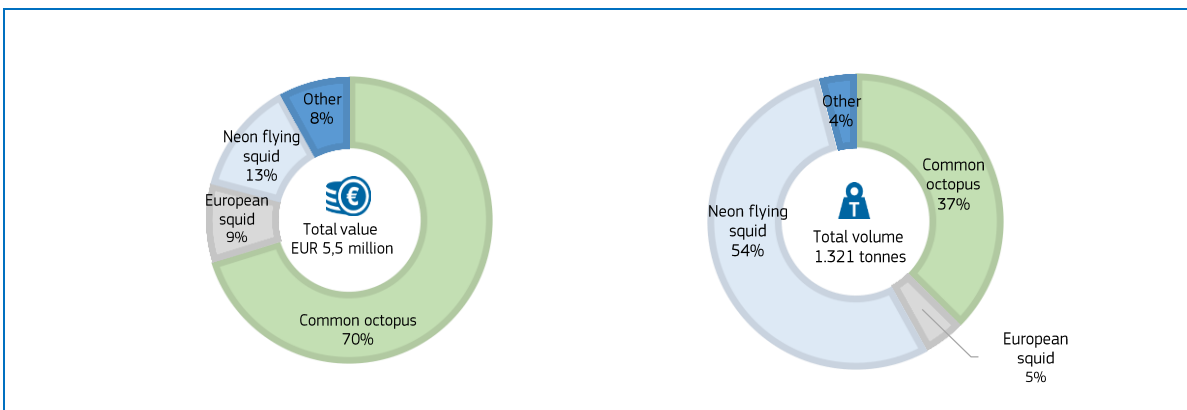 Other
8%
Neon flying
squid
13%
European
squid
9%
€
Total value
EUR 5,5 million
Common octopus
70%
Other
4%
Common
octopus
37%
Neon flying
squid
54%
T
Total volume
1.321 tonnes
European
squid
5%